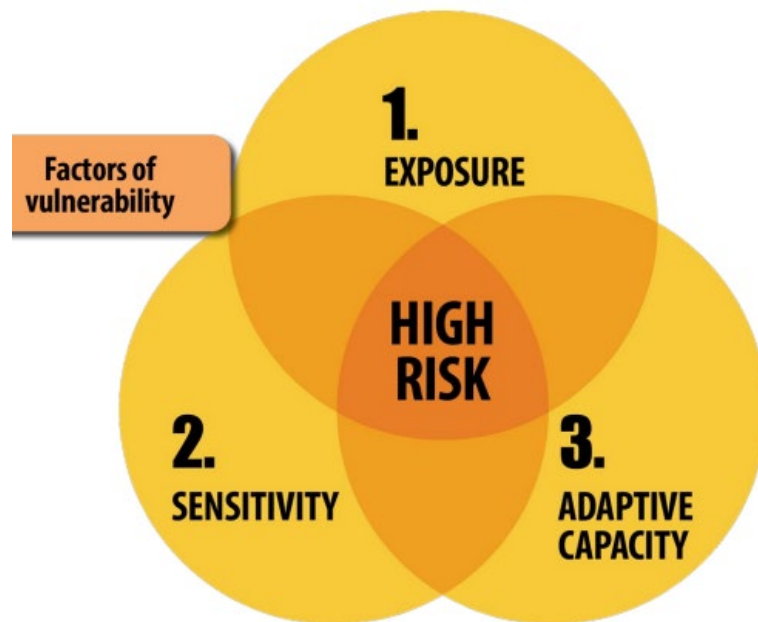 Factors of
vulnerability
1.
EXPOSURE
HIGH
RISK
2.
SENSITIVITY
3.
ADAPTIVE
CAPACITY